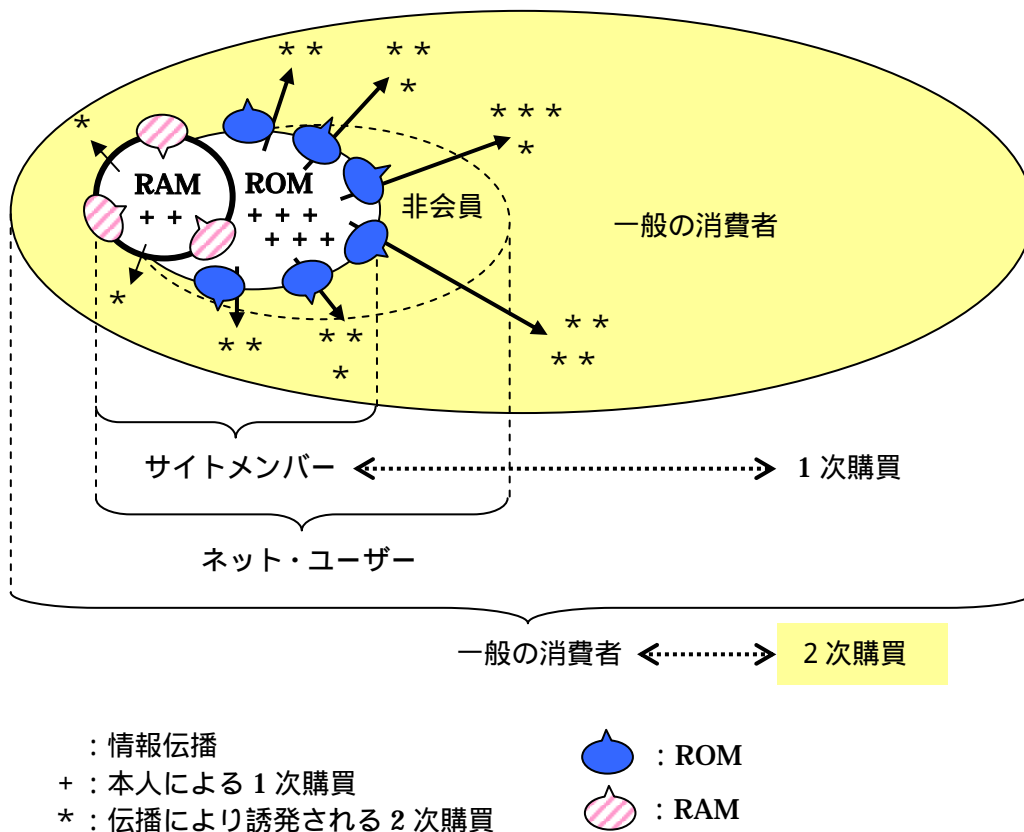 * *
* *
*
* * *
*
*
RAM
ROM
+ +
+ + +
+ + +
非会員
一般の消費者
*
* *
* *
*
* *
* *
サイトメンバー
1 次購買
ネット・ユーザー
一般の消費者
2 次購買
：情報伝播
+ ：本人による 1 次購買
* ：伝播により誘発される 2 次購買
：ROM
：RAM